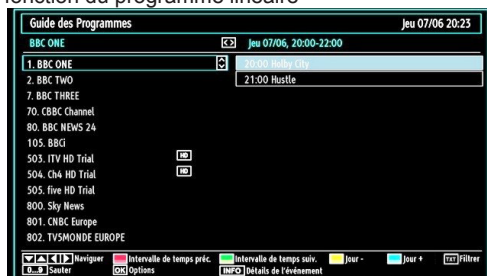 fonction du programme linéaire
Guide des Programmes Jeu 07/06 20:23
BBC ONE Jeu 07/06, 20:00-22:00
1. BBC ONE 20:00 Holby City
2. BBC TWO 21:00 Hustle
7. BBC THREE
70. CBBC Channel
80. BBC NEWS 24
105. BBCi
503. ITV HD Trial HD
504. Ch4 HD Trial HD
505. five HD Trial
800. Sky News
801. CNBC Europe
802. TV5MONDE EUROPE
Naviguer Intervalle de temps préc. Intervalle de temps suiv. Jour - Jour + TXT Filtrer
0...9 Sauter OK Options INFO Détails de l'événement